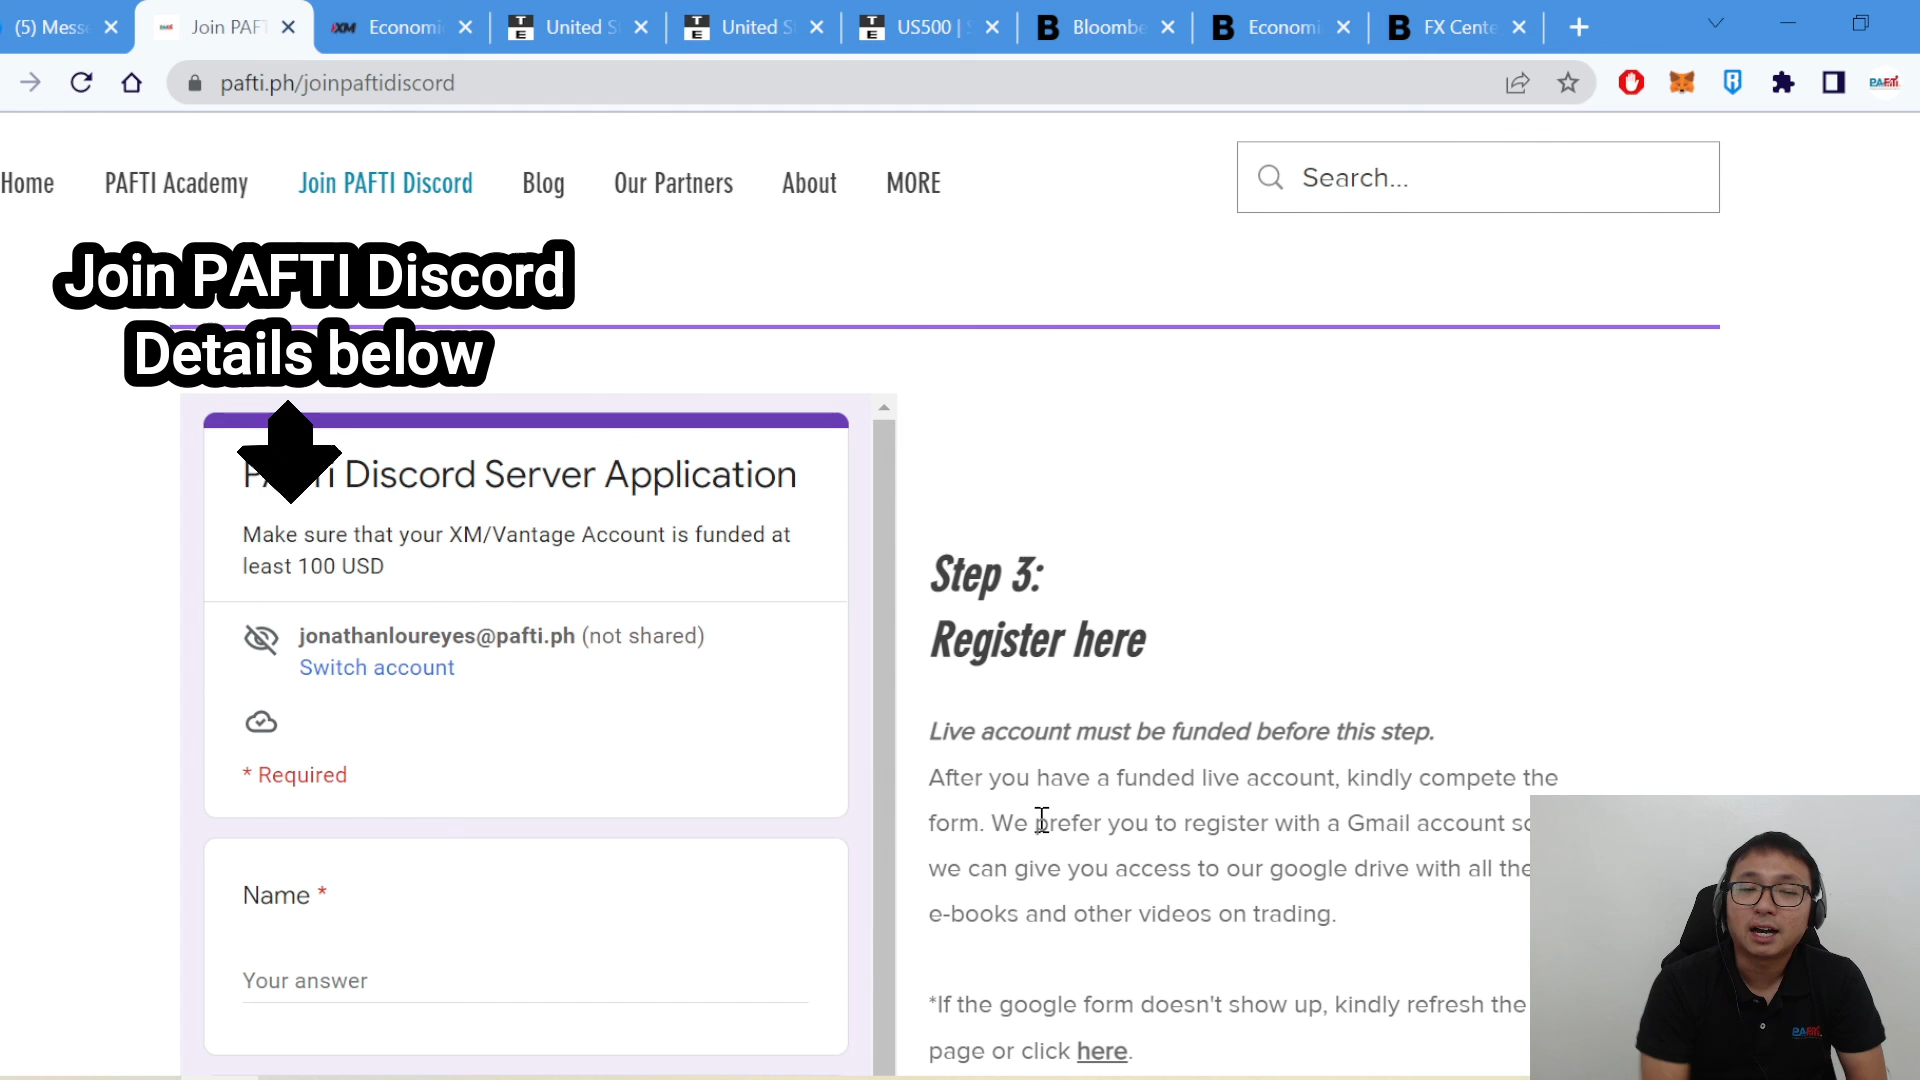 (5) Mess
Join PAFT
Economi
United S
United S
US500 |
Bloombe
Economi
FX Cente
pafti.ph/joinpaftidiscord
PAFTI
Home
PAFTI Academy
Join PAFTI Discord
Blog
Our Partners
About
MORE
Search...
Join PAFTI Discord
Details below
Discord Server Application
Make sure that your XM/Vantage Account is funded at
least 100 USD
jonathanloureyes@pafti.ph (not shared)
Switch account
* Required
Name *
Your answer
Step 3:
Register here
Live account must be funded before this step.
After you have a funded live account, kindly compete the
form. We prefer you to register with a Gmail account so
we can give you access to our google drive with all the
e-books and other videos on trading.
*If the google form doesn't show up, kindly refresh the
page or click here.